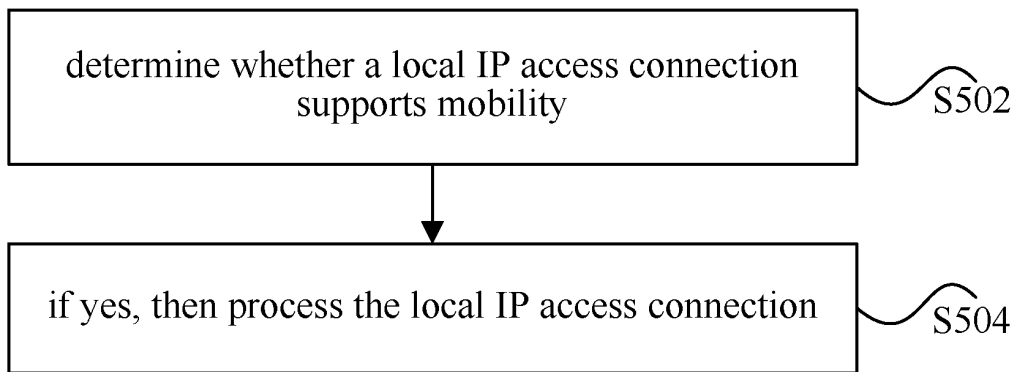 determine whether a local IP access connection
supports mobility
S502
if yes, then process the local IP access connection
S504